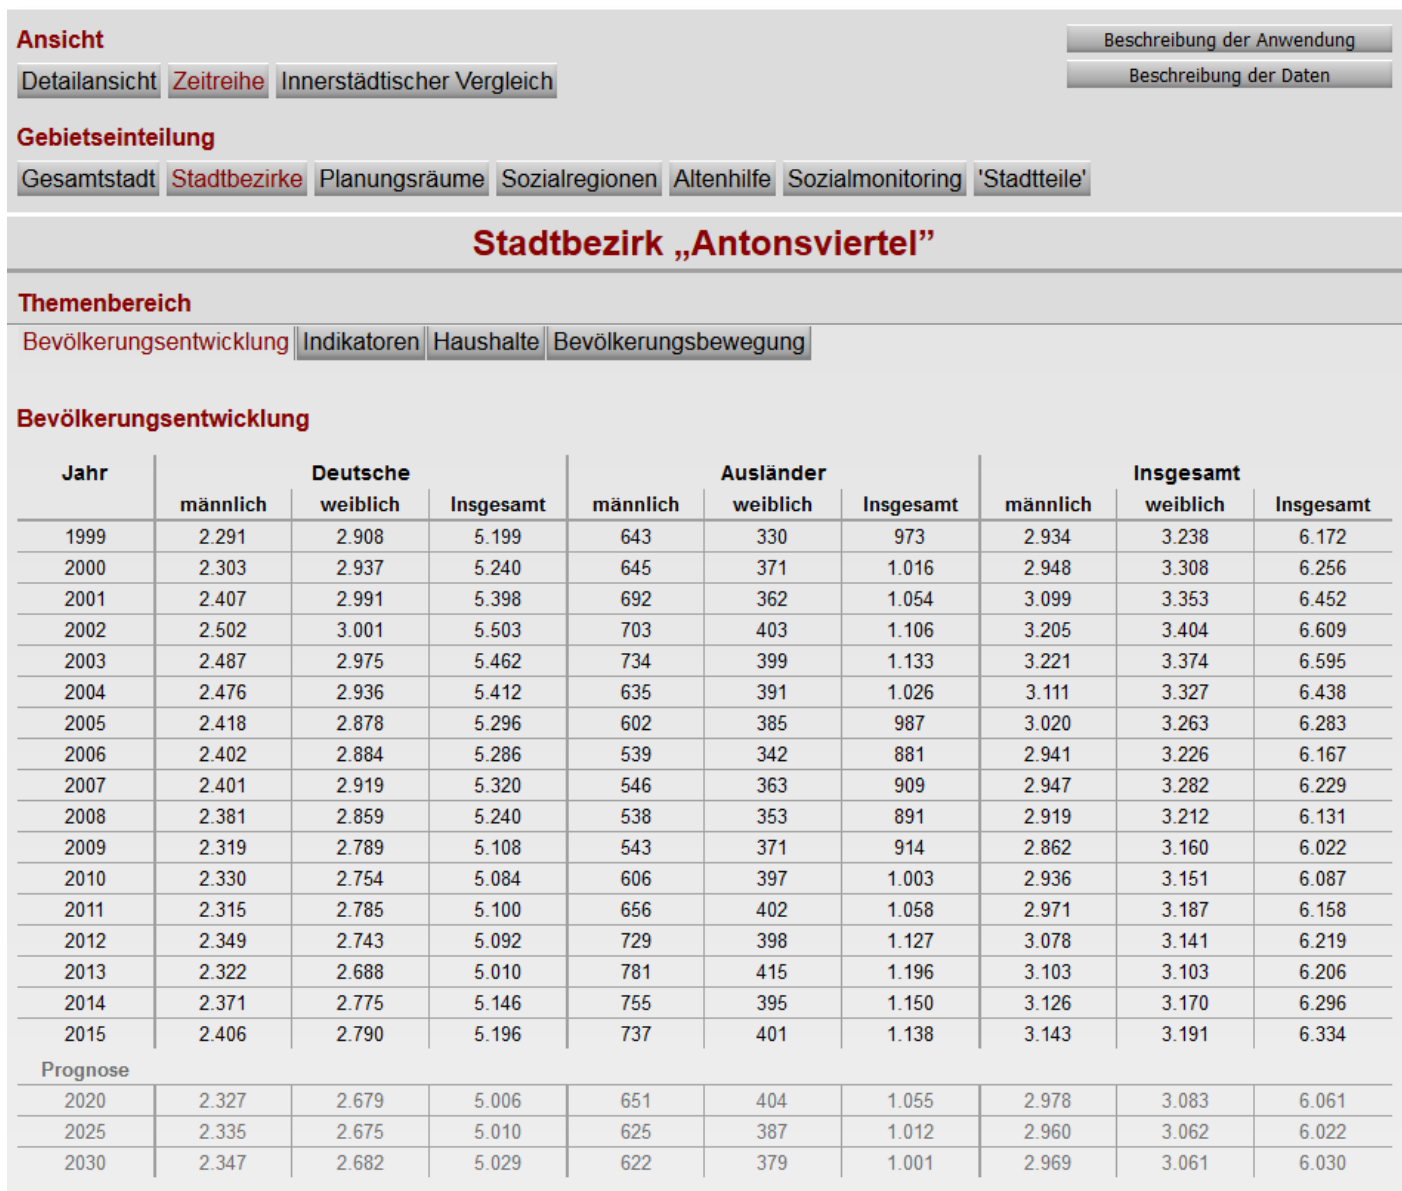 Ansicht
Beschreibung der Anwendung
Detailansicht Zeitreihe Innerstädtischer Vergleich
Beschreibung der Daten
Gebietseinteilung
Gesamtstadt Stadtbezirke Planungsräume Sozialregionen Altenhilfe Sozialmonitoring 'Stadtteile'
Stadtbezirk „Antonsviertel”
Themenbereich
Bevölkerungsentwicklung Indikatoren Haushalte Bevölkerungsbewegung
Bevölkerungsentwicklung
Jahr Deutsche Ausländer Insgesamt
männlich weiblich Insgesamt männlich weiblich Insgesamt männlich weiblich Insgesamt
1999 2.291 2.908 5.199 643 330 973 2.934 3.238 6.172
2000 2.303 2.937 5.240 645 371 1.016 2.948 3.308 6.256
2001 2.407 2.991 5.398 692 362 1.054 3.099 3.353 6.452
2002 2.502 3.001 5.503 703 403 1.106 3.205 3.404 6.609
2003 2.487 2.975 5.462 734 399 1.133 3.221 3.374 6.595
2004 2.476 2.936 5.412 635 391 1.026 3.111 3.327 6.438
2005 2.418 2.878 5.296 602 385 987 3.020 3.263 6.283
2006 2.402 2.884 5.286 539 342 881 2.941 3.226 6.167
2007 2.401 2.919 5.320 546 363 909 2.947 3.282 6.229
2008 2.381 2.859 5.240 538 353 891 2.919 3.212 6.131
2009 2.319 2.789 5.108 543 371 914 2.862 3.160 6.022
2010 2.330 2.754 5.084 606 397 1.003 2.936 3.151 6.087
2011 2.315 2.785 5.100 656 402 1.058 2.971 3.187 6.158
2012 2.349 2.743 5.092 729 398 1.127 3.078 3.141 6.219
2013 2.322 2.688 5.010 781 415 1.196 3.103 3.103 6.206
2014 2.371 2.775 5.146 755 395 1.150 3.126 3.170 6.296
2015 2.406 2.790 5.196 737 401 1.138 3.143 3.191 6.334
Prognose
2020 2.327 2.679 5.006 651 404 1.055 2.978 3.083 6.061
2025 2.335 2.675 5.010 625 387 1.012 2.960 3.062 6.022
2030 2.347 2.682 5.029 622 379 1.001 2.969 3.061 6.030